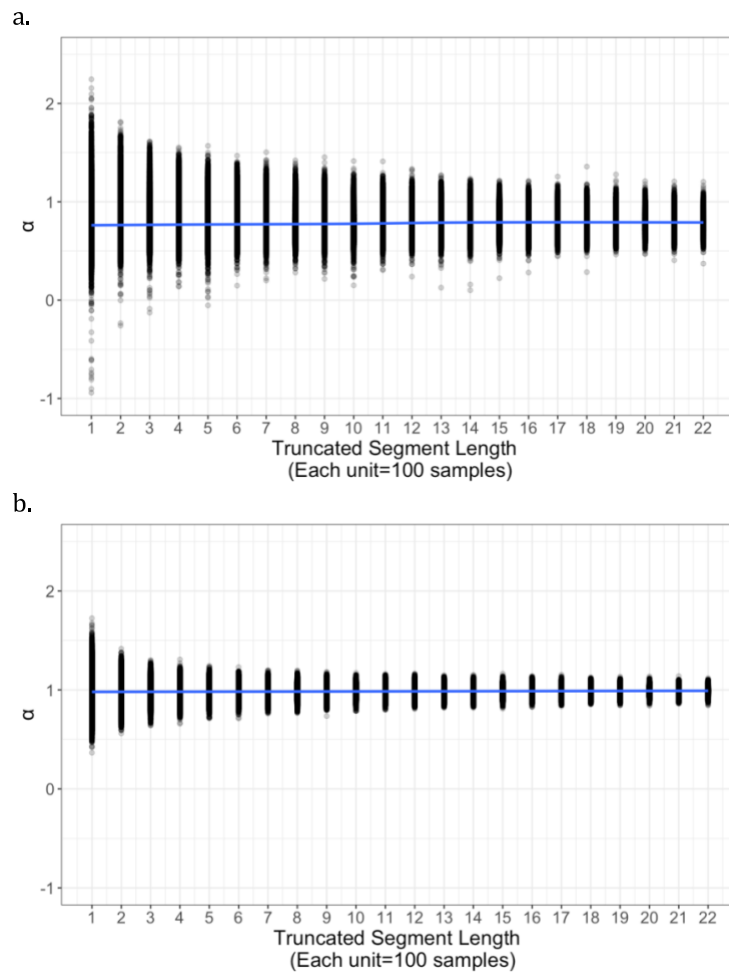 a.
2
1
0
-1
α
1 2 3 4 5 6 7 8 9 10 11 12 13 14 15 16 17 18 19 20 21 22
Truncated Segment Length
(Each unit=100 samples)
b.
2
1
0
-1
α
1 2 3 4 5 6 7 8 9 10 11 12 13 14 15 16 17 18 19 20 21 22
Truncated Segment Length
(Each unit=100 samples)